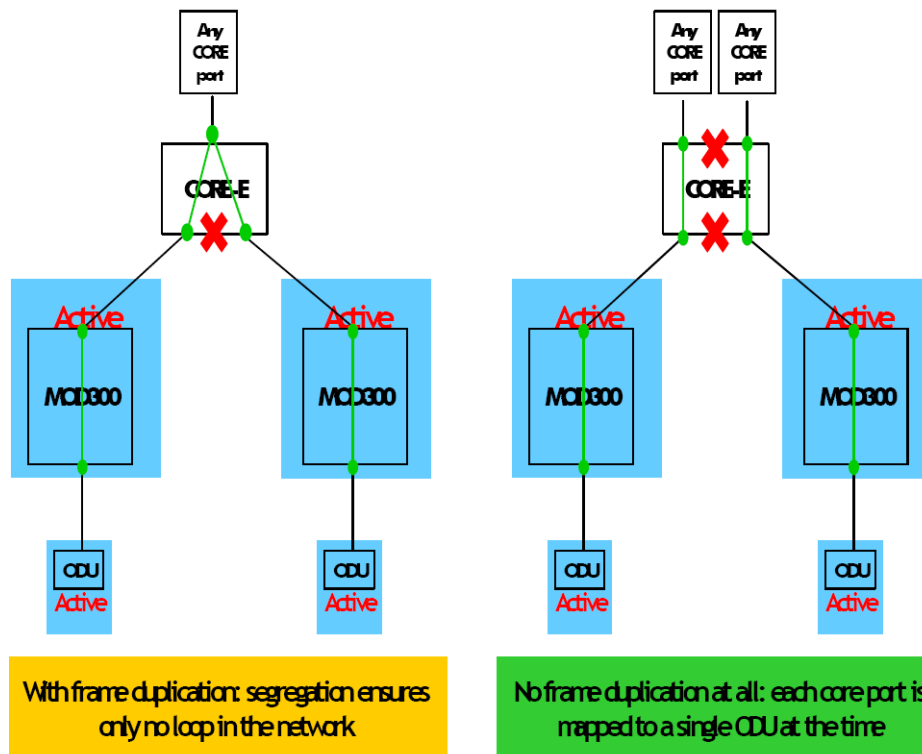 Any
CORE
port
Any
CORE
port
Any
CORE
port
CORE-E
CORE-E
Active
Active
Active
Active
MOD300
MOD300
MOD300
MOD300
ODU
ODU
ODU
ODU
Active
Active
Active
Active
With frame duplication: segregation ensures
only no loop in the network
No frame duplication at all: each core port is
mapped to a single ODU at the time